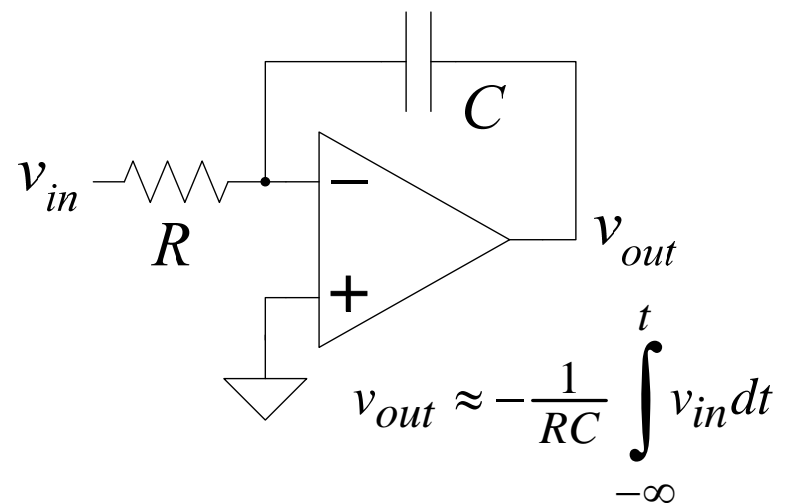 C
v_in
R
−
+
v_out
v_out ≈ − 1/RC ∫_{−∞}^{t} v_in dt